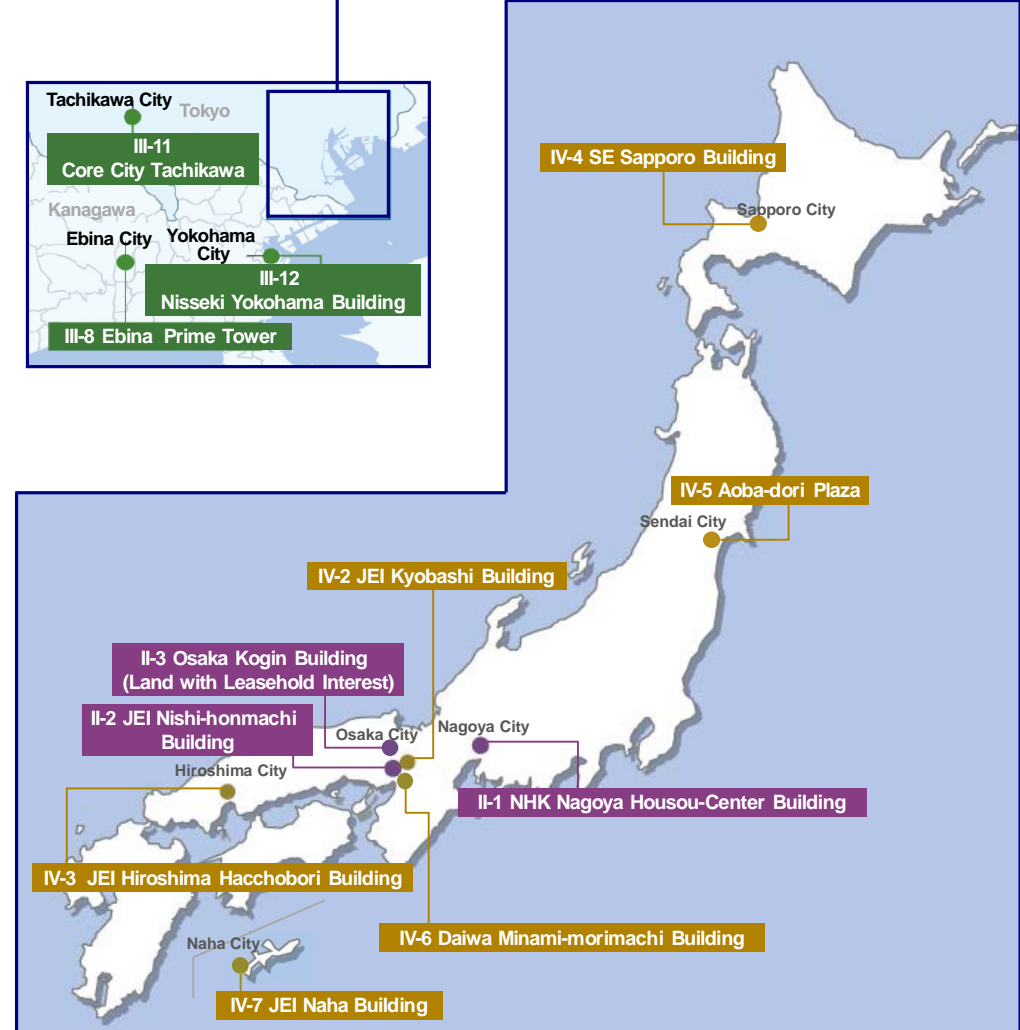 Tachikawa City
Tokyo
III-11
Core City Tachikawa
Kanagawa
Ebina City
Yokohama
City
III-12
Nisseki Yokohama Building
III-8 Ebina Prime Tower
IV-4 SE Sapporo Building
Sapporo City
IV-5 Aoba-dori Plaza
Sendai City
IV-2 JEI Kyobashi Building
II-3 Osaka Kogin Building
(Land with Leasehold Interest)
II-2 JEI Nishi-honmachi
Building
Osaka City
Nagoya City
Hiroshima City
II-1 NHK Nagoya Housou-Center Building
IV-3 JEI Hiroshima Hacchobori Building
IV-6 Daiwa Minami-morimachi Building
Naha City
IV-7 JEI Naha Building